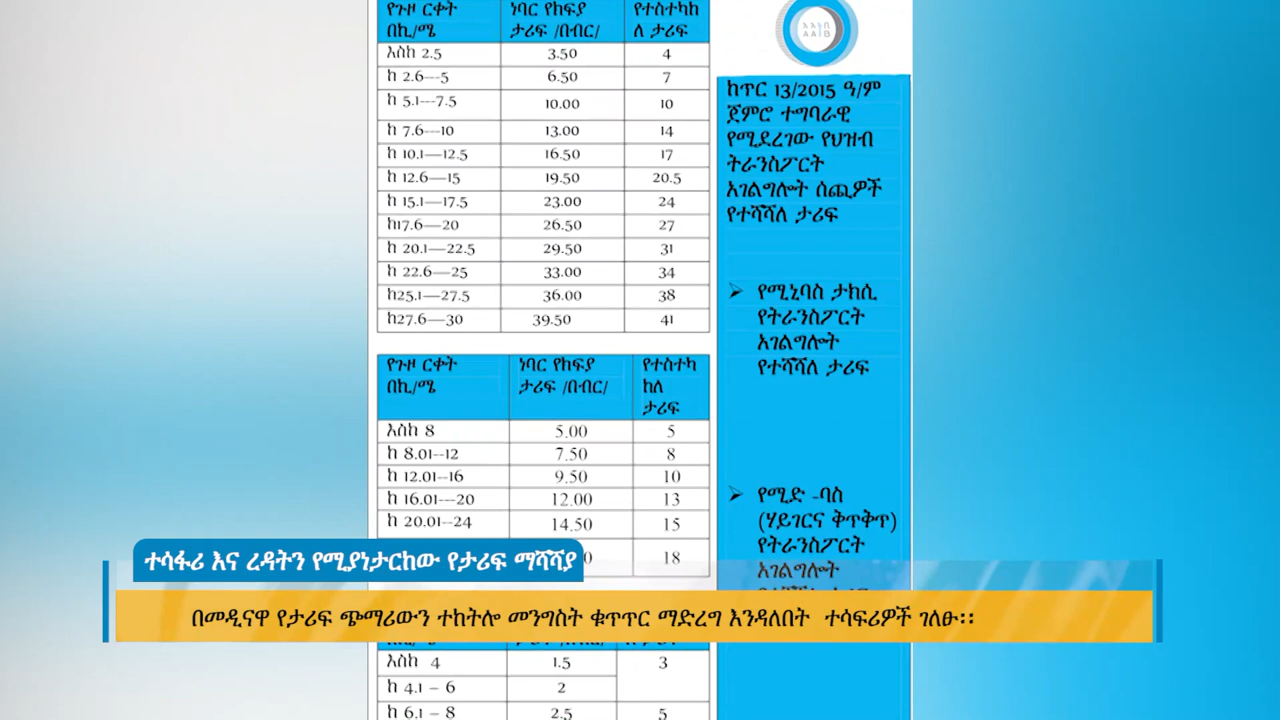 የጉዞ ርቀት በኪ/ሜ ነባር የክፍያ ታሪፍ /በብር/ የተስተካከለ ታሪፍ
እስከ 2.5 3.50 4
ከ 2.6---5 6.50 7
ከ 5.1---7.5 10.00 10
ከ 7.6—10 13.00 14
ከ 10.1—12.5 16.50 17
ከ 12.6—15 19.50 20.5
ከ 15.1—17.5 23.00 24
ከ17.6—20 26.50 27
ከ 20.1—22.5 29.50 31
ከ 22.6—25 33.00 34
ከ25.1—27.5 36.00 38
ከ27.6—30 39.50 41
የጉዞ ርቀት በኪ/ሜ ነባር የክፍያ ታሪፍ /በብር/ የተስተካከለ ታሪፍ
እስከ 8 5.00 5
ከ 8.01--12 7.50 8
ከ 12.01--16 9.50 10
ከ 16.01---20 12.00 13
ከ 20.01--24 14.50 15
18
እስከ 4 1.5 3
ከ 4.1 – 6 2
ከ 6.1 – 8 2.5 5
AAIB
ከጥር 13/2015 ዓ/ም
ጀምሮ ተግባራዊ
የሚደረገው የህዝብ
ትራንስፖርት
አገልግሎት ሰጪዎች
የተሻሻለ ታሪፍ
➢ የሚኒባስ ታክሲ
የትራንስፖርት
አገልግሎት
የተሻሻለ ታሪፍ
➢ የሚድ -ባስ
(ሃይገርና ቅጥቅጥ)
የትራንስፖርት
አገልግሎት
ተሳፋሪ እና ረዳትን የሚያነታርከው የታሪፍ ማሻሻያ
በመዲናዋ የታሪፍ ጭማሪውን ተከትሎ መንግስት ቁጥጥር ማድረግ እንዳለበት ተሳፍሪዎች ገለፁ፡፡